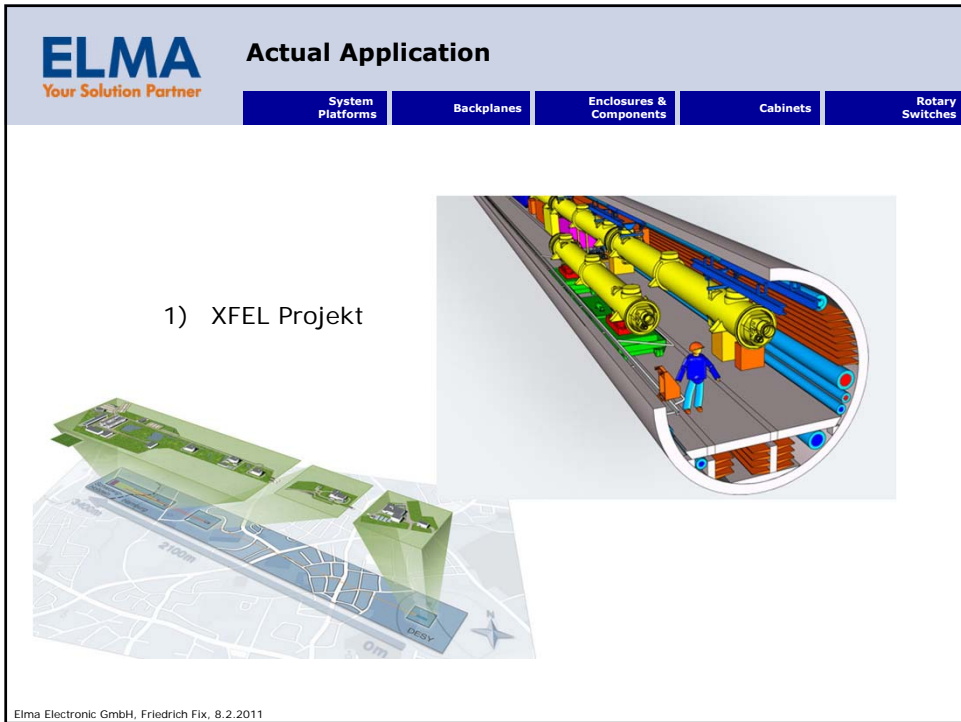 ELMA
Your Solution Partner
Actual Application
System
Platforms
Backplanes
Enclosures &
Components
Cabinets
Rotary
Switches
1) XFEL Projekt
3400m
2100m
0m
DESY
N
Elma Electronic GmbH, Friedrich Fix, 8.2.2011